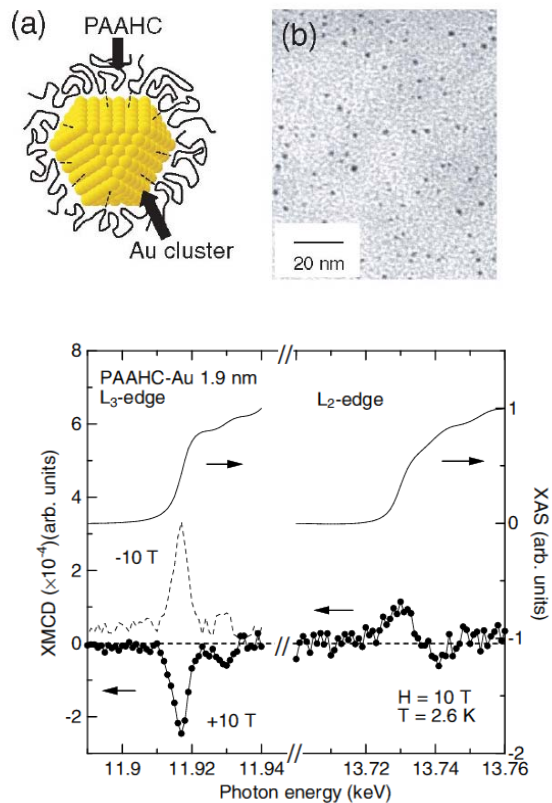 (a)
PAAHC
Au cluster
(b)
20 nm
PAAHC-Au 1.9 nm
L3-edge
L2-edge
-10 T
+10 T
H = 10 T
T = 2.6 K
XMCD (×10-4)(arb. units)
8
6
4
2
0
-2
XAS (arb. units)
1
0
-1
-2
//
//
//
11.9
11.92
11.94
13.72
13.74
13.76
Photon energy (keV)